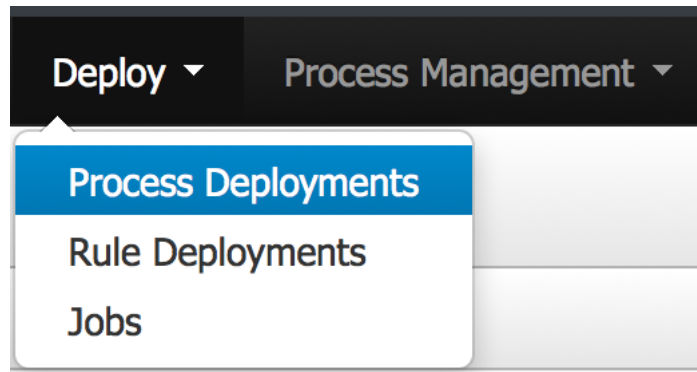 Deploy Process Management
Process Deployments
Rule Deployments
Jobs